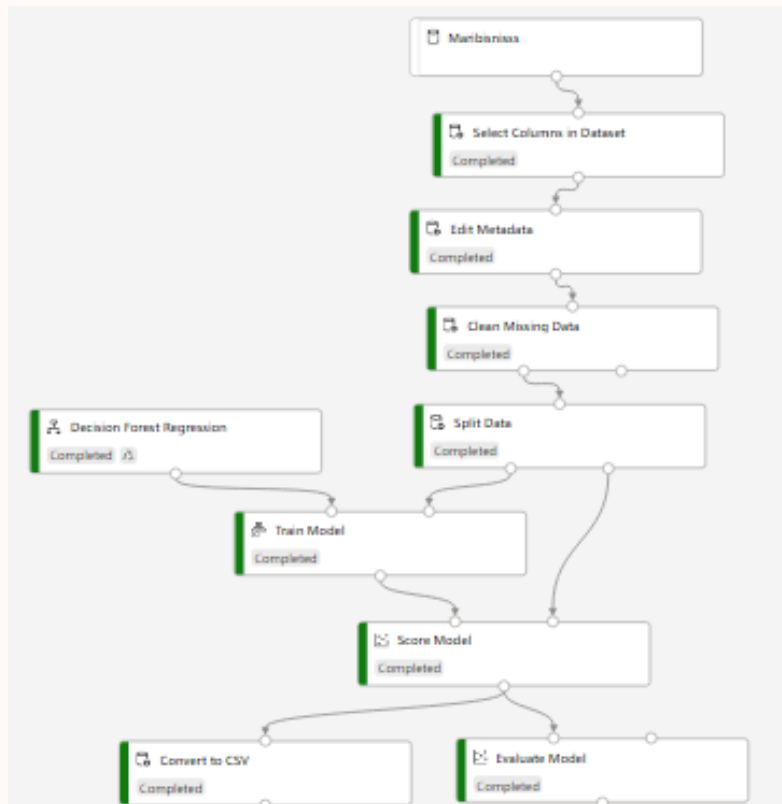 Maribisnisss
Select Columns in Dataset
Completed
Edit Metadata
Completed
Clean Missing Data
Completed
Decision Forest Regression
Completed
Split Data
Completed
Train Model
Completed
Score Model
Completed
Convert to CSV
Completed
Evaluate Model
Completed